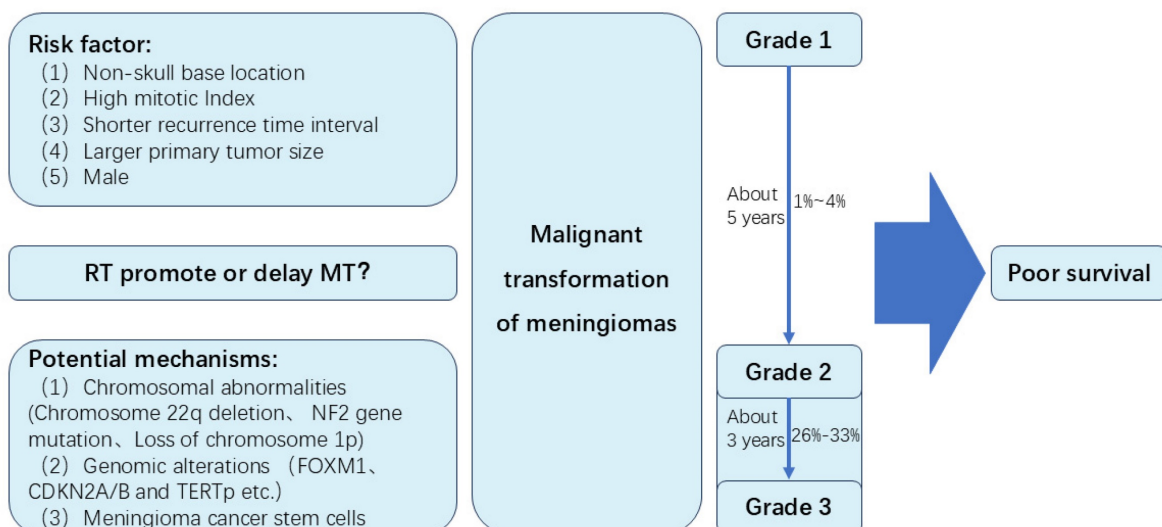 Risk factor:
（1）Non-skull base location
（2）High mitotic Index
（3）Shorter recurrence time interval
（4）Larger primary tumor size
（5）Male
RT promote or delay MT?
Potential mechanisms:
（1）Chromosomal abnormalities
(Chromosome 22q deletion、 NF2 gene
mutation、Loss of chromosome 1p)
（2）Genomic alterations （FOXM1、
CDKN2A/B and TERTp etc.）
（3）Meningioma cancer stem cells
Malignant
transformation
of meningiomas
Grade 1
About
5 years
1%~4%
Grade 2
About
3 years
26%-33%
Grade 3
Poor survival